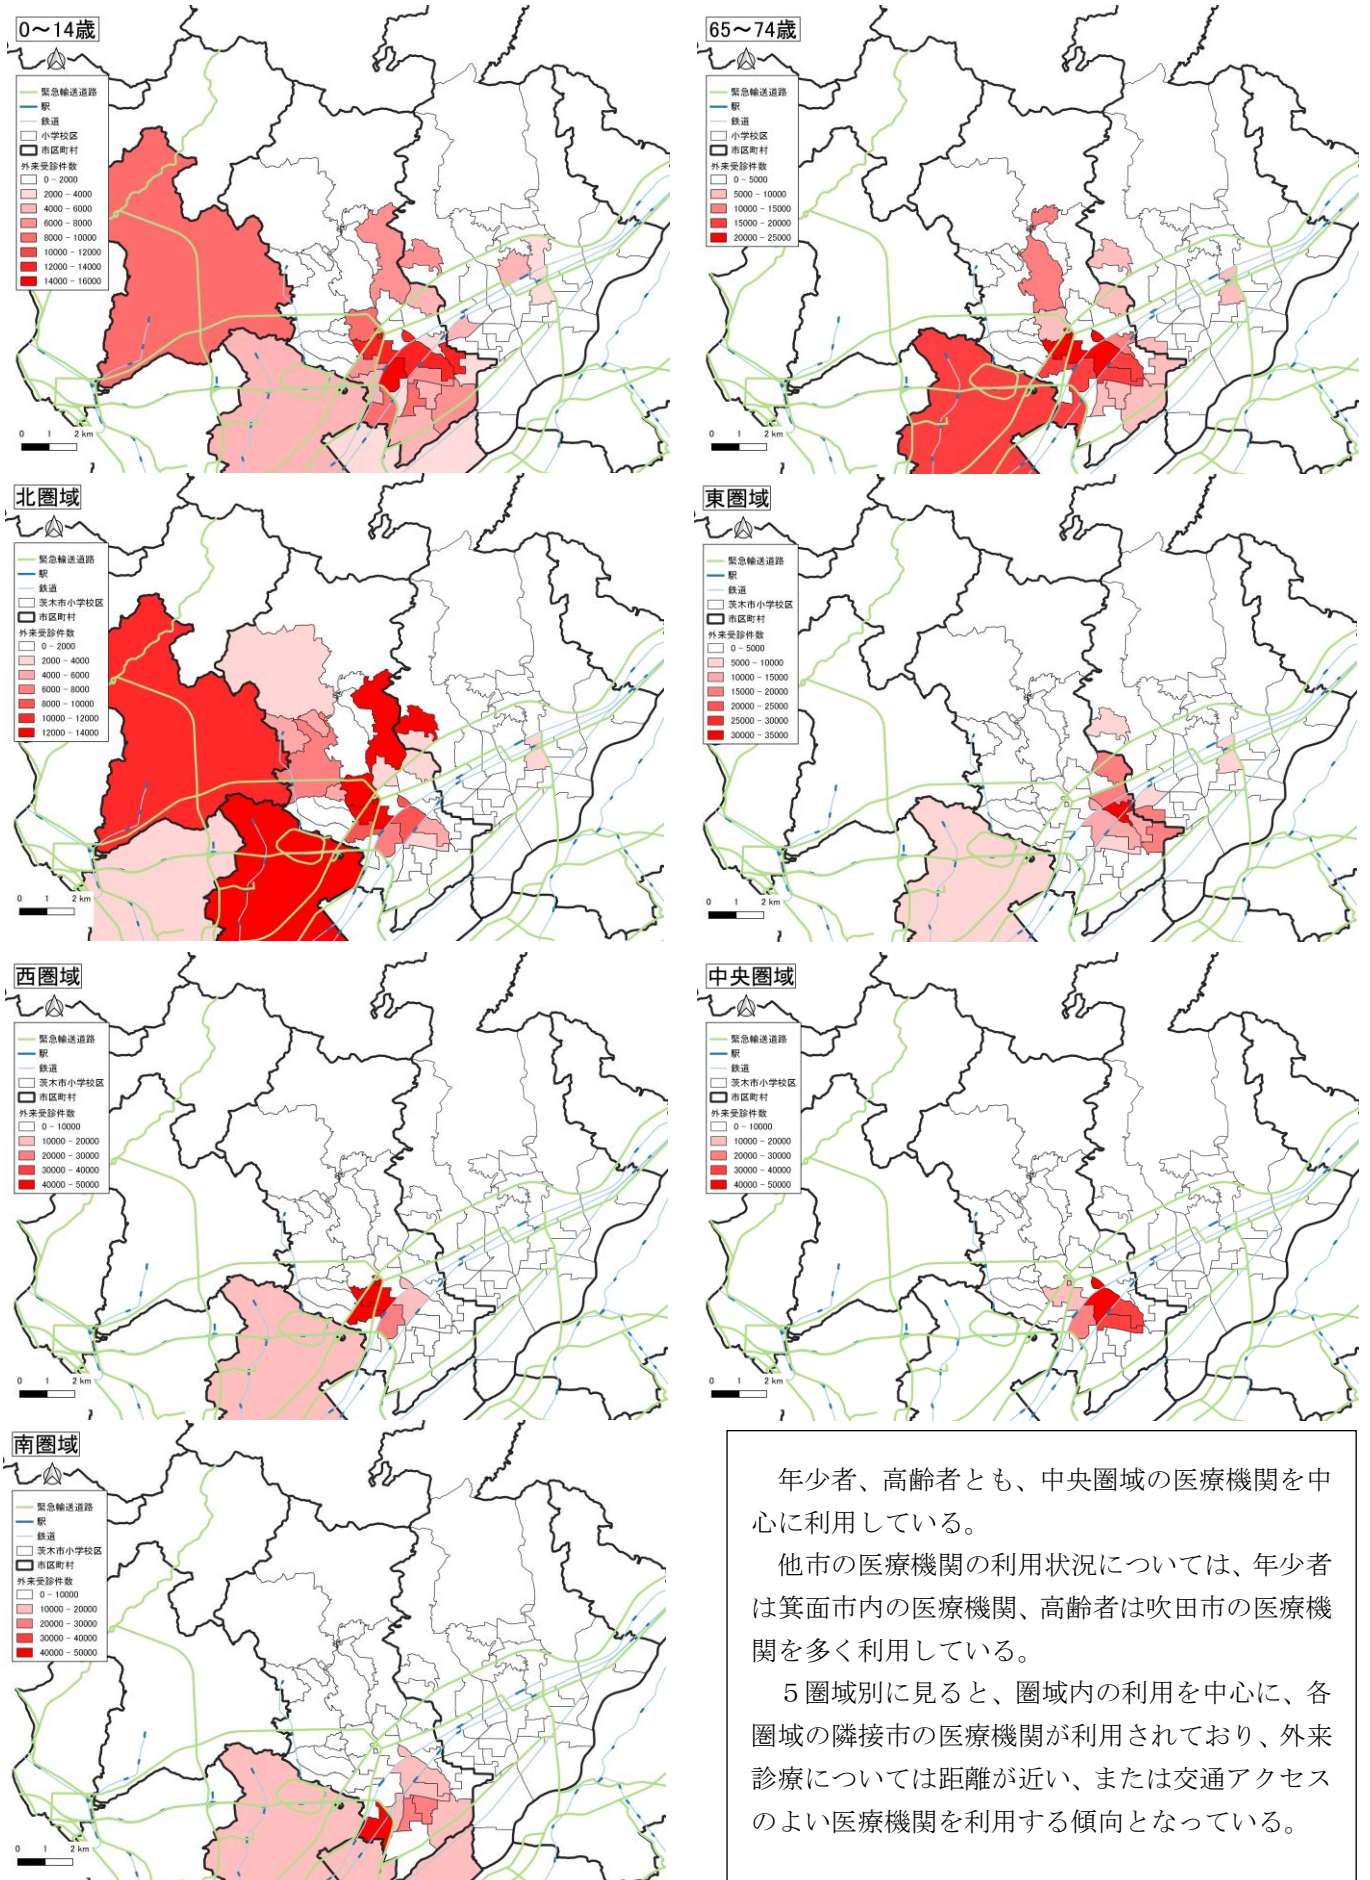 0～14歳
緊急輸送道路
駅
鉄道
小学校区
市区町村
外来受診件数
0 - 2000
2000 - 4000
4000 - 6000
6000 - 8000
8000 - 10000
10000 - 12000
12000 - 14000
14000 - 16000
0 1 2 km
65～74歳
緊急輸送道路
駅
鉄道
小学校区
市区町村
外来受診件数
0 - 5000
5000 - 10000
10000 - 15000
15000 - 20000
20000 - 25000
0 1 2 km
北圏域
緊急輸送道路
駅
鉄道
茨木市小学校区
市区町村
外来受診件数
0 - 2000
2000 - 4000
4000 - 6000
6000 - 8000
8000 - 10000
10000 - 12000
12000 - 14000
0 1 2 km
東圏域
緊急輸送道路
駅
鉄道
茨木市小学校区
市区町村
外来受診件数
0 - 5000
5000 - 10000
10000 - 15000
15000 - 20000
20000 - 25000
25000 - 30000
30000 - 35000
0 1 2 km
西圏域
緊急輸送道路
駅
鉄道
茨木市小学校区
市区町村
外来受診件数
0 - 10000
10000 - 20000
20000 - 30000
30000 - 40000
40000 - 50000
0 1 2 km
中央圏域
緊急輸送道路
駅
鉄道
茨木市小学校区
市区町村
外来受診件数
0 - 10000
10000 - 20000
20000 - 30000
30000 - 40000
40000 - 50000
0 1 2 km
南圏域
緊急輸送道路
駅
鉄道
茨木市小学校区
市区町村
外来受診件数
0 - 10000
10000 - 20000
20000 - 30000
30000 - 40000
40000 - 50000
0 1 2 km
年少者、高齢者とも、中央圏域の医療機関を中
心に利用している。
他市の医療機関の利用状況については、年少者
は箕面市内の医療機関、高齢者は吹田市の医療機
関を多く利用している。
５圏域別に見ると、圏域内の利用を中心に、各
圏域の隣接市の医療機関が利用されており、外来
診療については距離が近い、または交通アクセス
のよい医療機関を利用する傾向となっている。